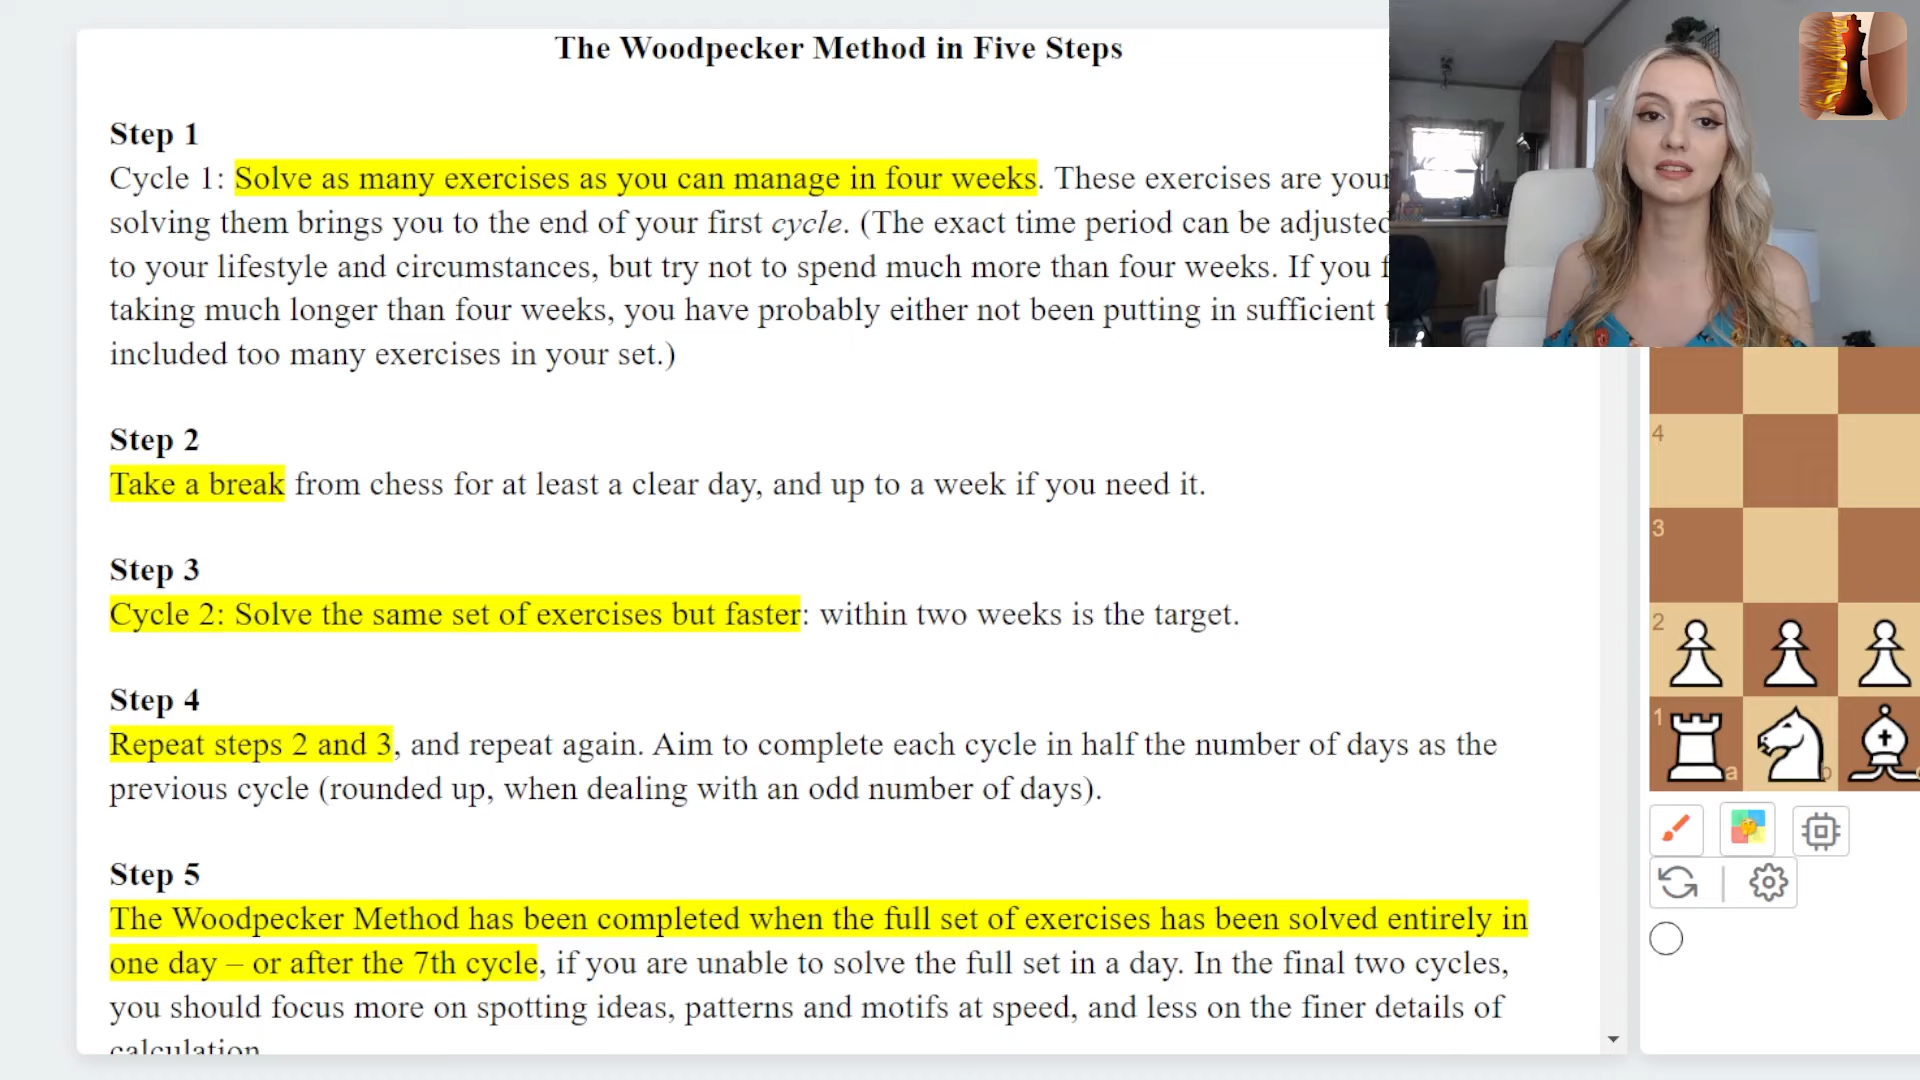 The Woodpecker Method in Five Steps
Step 1
Cycle 1: Solve as many exercises as you can manage in four weeks. These exercises are your
solving them brings you to the end of your first cycle. (The exact time period can be adjusted
to your lifestyle and circumstances, but try not to spend much more than four weeks. If you
taking much longer than four weeks, you have probably either not been putting in sufficient
included too many exercises in your set.)
Step 2
Take a break from chess for at least a clear day, and up to a week if you need it.
Step 3
Cycle 2: Solve the same set of exercises but faster: within two weeks is the target.
Step 4
Repeat steps 2 and 3, and repeat again. Aim to complete each cycle in half the number of days as the
previous cycle (rounded up, when dealing with an odd number of days).
Step 5
The Woodpecker Method has been completed when the full set of exercises has been solved entirely in
one day – or after the 7th cycle, if you are unable to solve the full set in a day. In the final two cycles,
you should focus more on spotting ideas, patterns and motifs at speed, and less on the finer details of
calculation
4
3
2
1
a
b